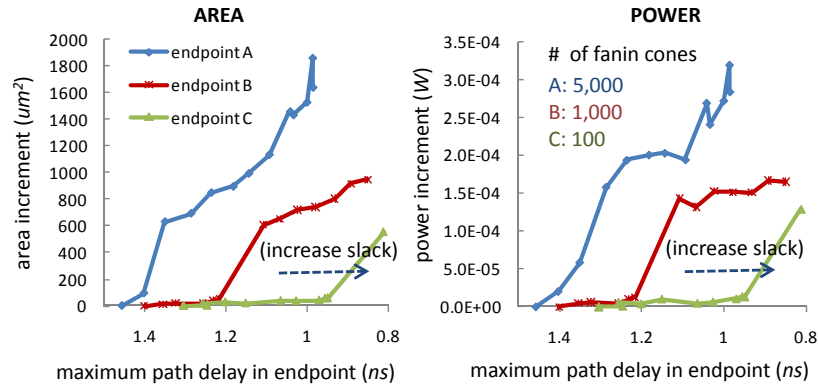 AREA
2000
1800
1600
1400
1200
1000
800
600
400
200
0
area increment (um²)
endpoint A
endpoint B
endpoint C
(increase slack)
1.4
1.2
1
0.8
maximum path delay in endpoint (ns)
POWER
3.5E-04
3.0E-04
2.5E-04
2.0E-04
1.5E-04
1.0E-04
5.0E-05
0.0E+00
power increment (W)
# of fanin cones
A: 5,000
B: 1,000
C: 100
(increase slack)
1.4
1.2
1
0.8
maximum path delay in endpoint (ns)